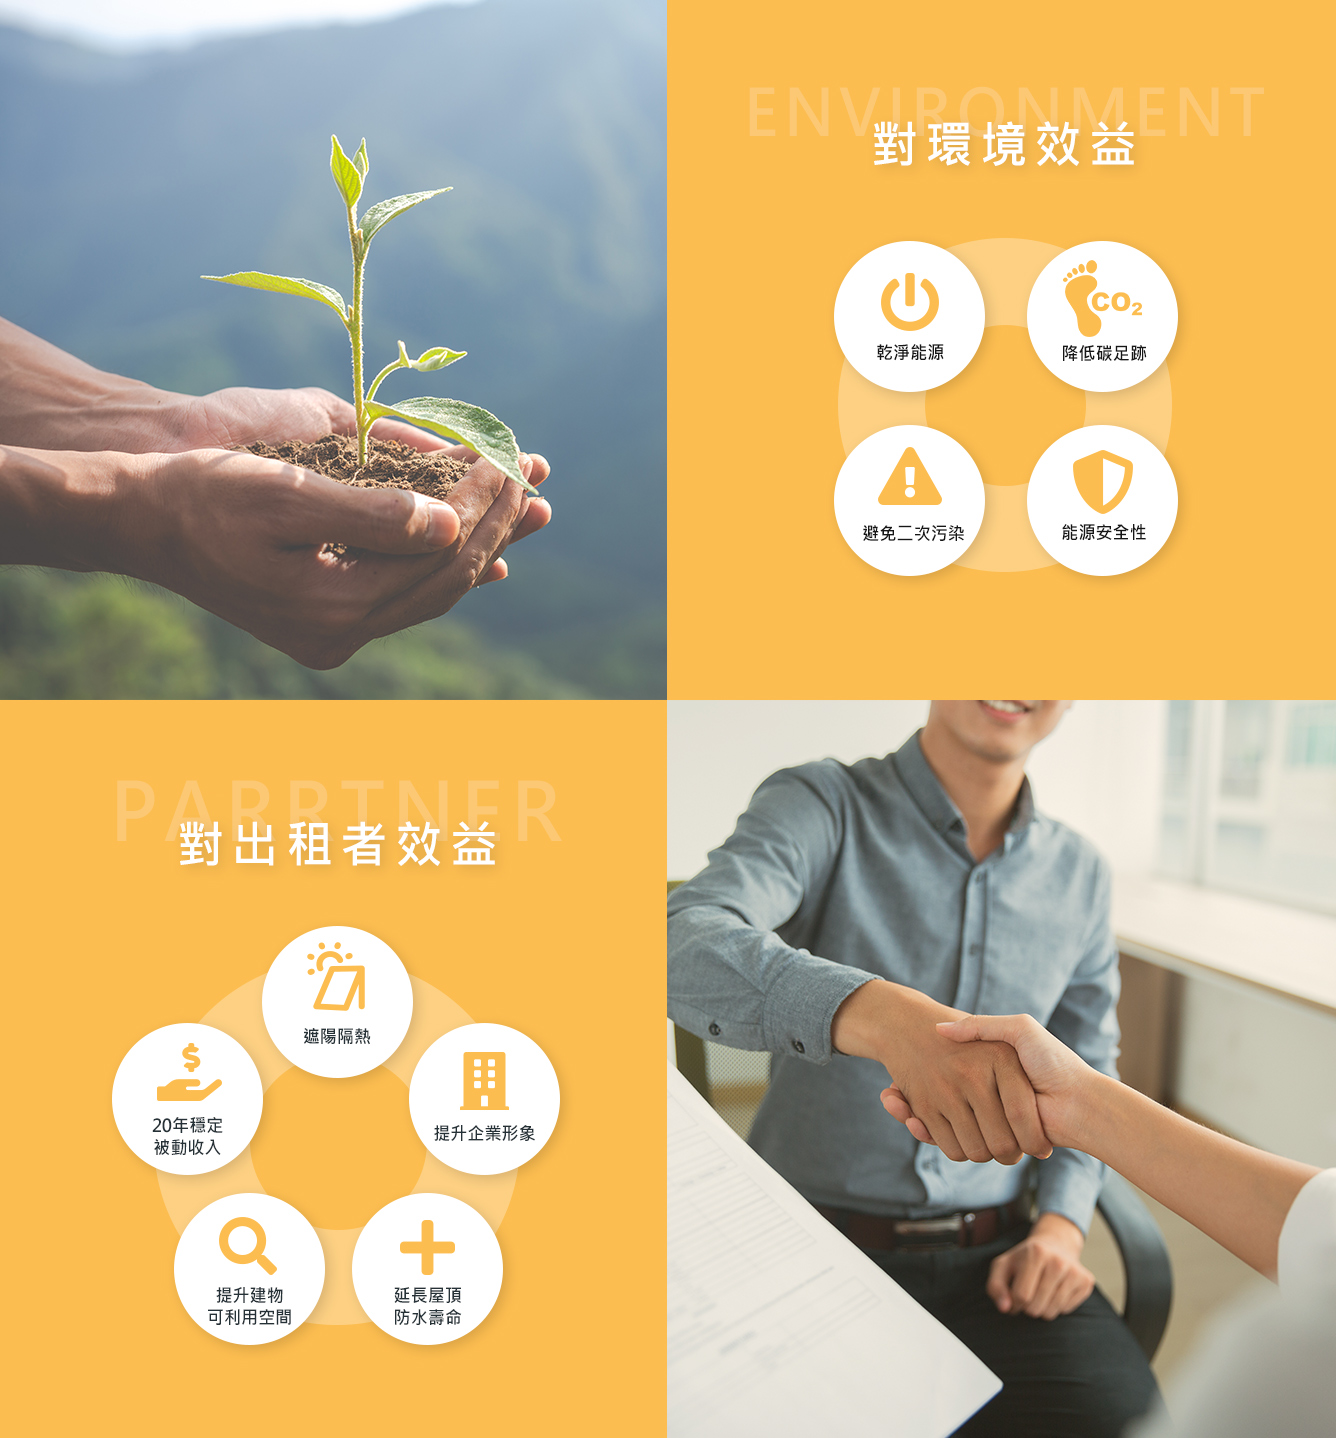 ENVIRONMENT
對環境效益
乾淨能源
CO₂
降低碳足跡
避免二次污染
能源安全性
PARRTNER
對出租者效益
遮陽隔熱
$
20年穩定
被動收入
提升企業形象
提升建物
可利用空間
延長屋頂
防水壽命